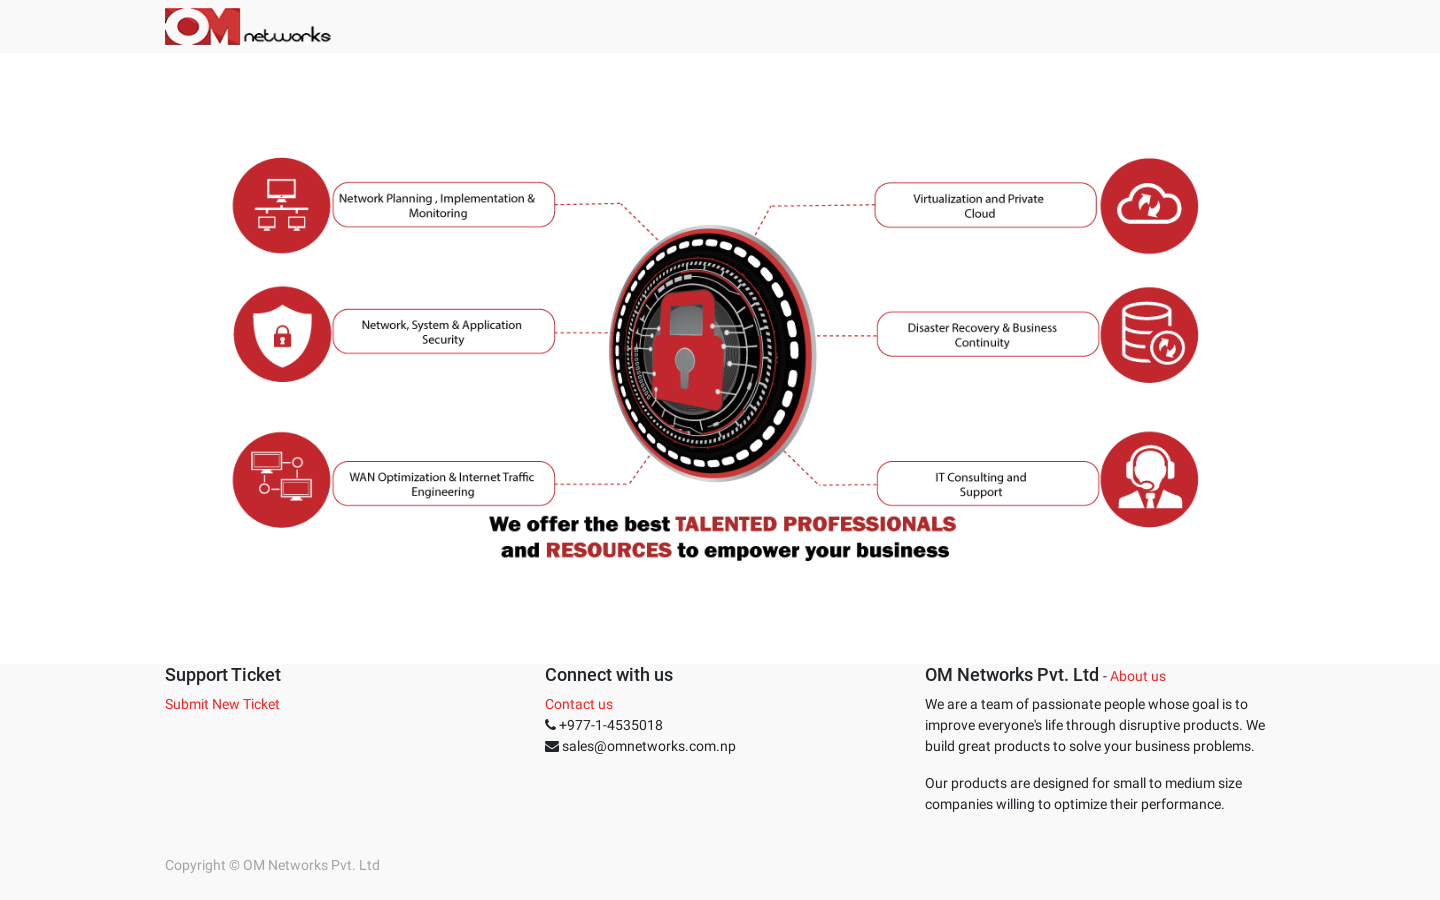 OM networks
Network Planning , Implementation &
Monitoring
Virtualization and Private
Cloud
Network, System & Application
Security
Disaster Recovery & Business
Continuity
WAN Optimization & Internet Traffic
Engineering
IT Consulting and
Support
We offer the best TALENTED PROFESSIONALS
and RESOURCES to empower your business
Support Ticket
Submit New Ticket
Connect with us
Contact us
+977-1-4535018
sales@omnetworks.com.np
OM Networks Pvt. Ltd - About us
We are a team of passionate people whose goal is to
improve everyone's life through disruptive products. We
build great products to solve your business problems.
Our products are designed for small to medium size
companies willing to optimize their performance.
Copyright © OM Networks Pvt. Ltd